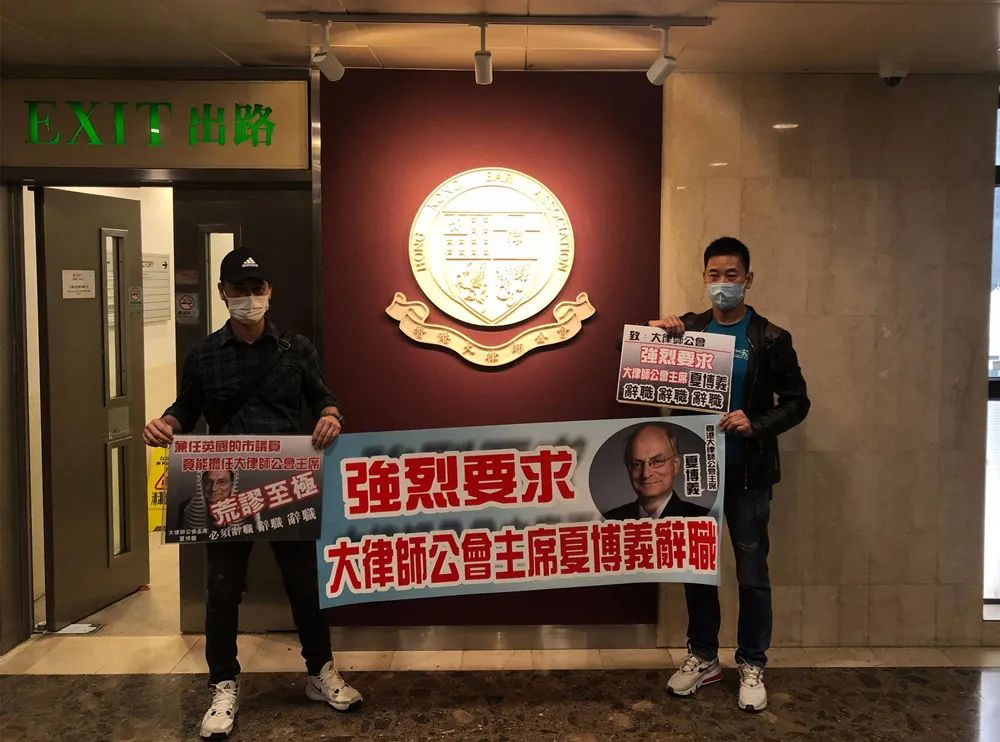 EXIT 出路
HONG KONG BAR ASSOCIATION
香港大律師公會
adidas
兼任英國的市議員
竟能擔任大律師公會主席
荒謬至極
必須辭職 辭職 辭職
大律師公會主席
夏博義
致：大律師公會
強烈要求
大律師公會主席 夏博義
辭職 辭職 辭職
強烈要求
香港大律師公會主席
夏博義
大律師公會主席夏博義辭職